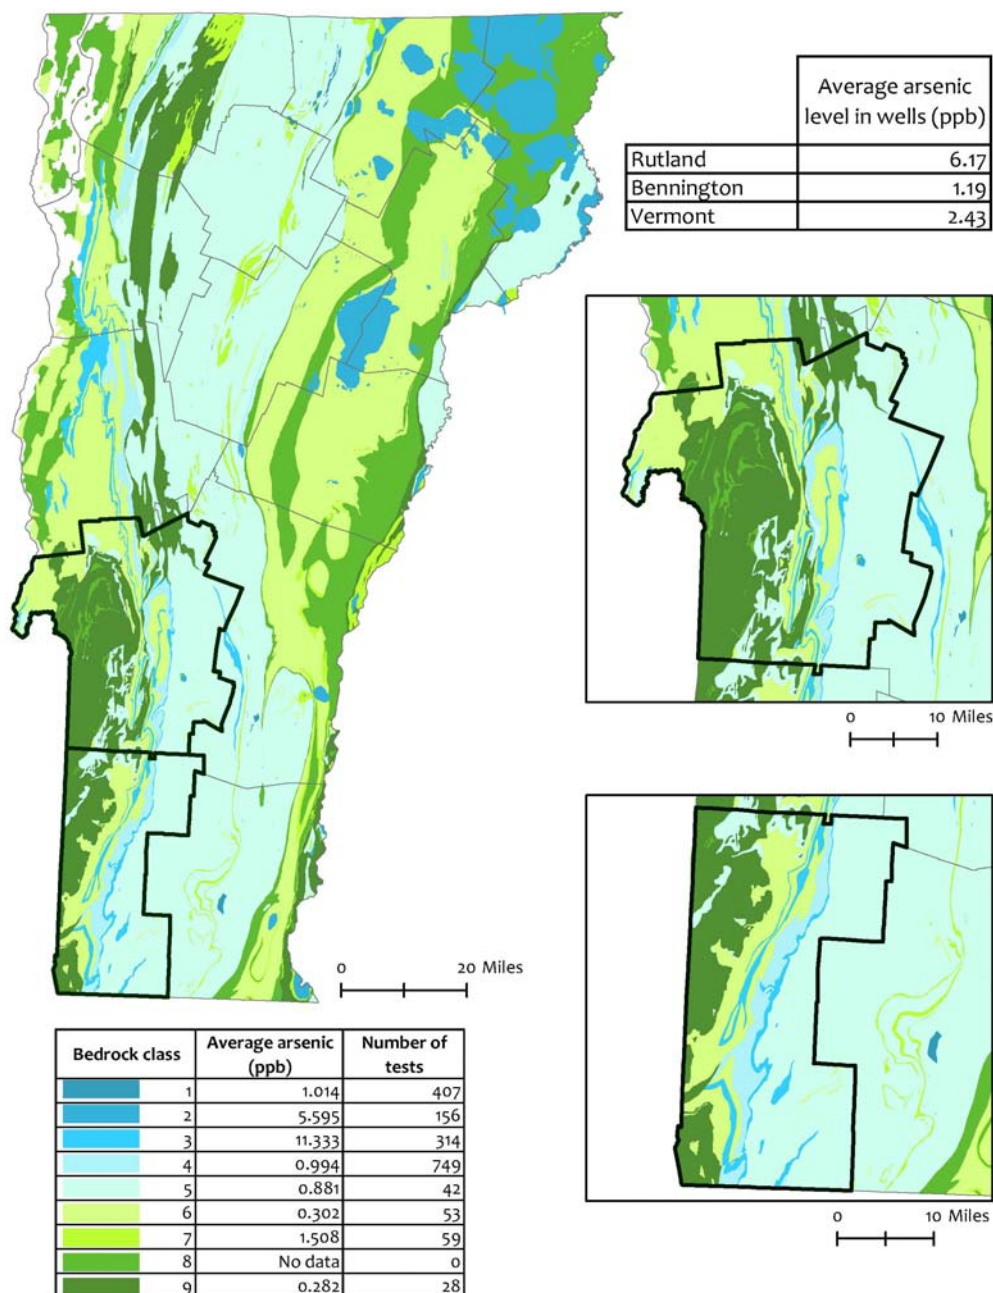 Average arsenic
level in wells (ppb)
Rutland 6.17
Bennington 1.19
Vermont 2.43
0 10 Miles
0 20 Miles
0 10 Miles
Bedrock class Average arsenic (ppb) Number of tests
1 1.014 407
2 5.595 156
3 11.333 314
4 0.994 749
5 0.881 42
6 0.302 53
7 1.508 59
8 No data 0
9 0.282 28